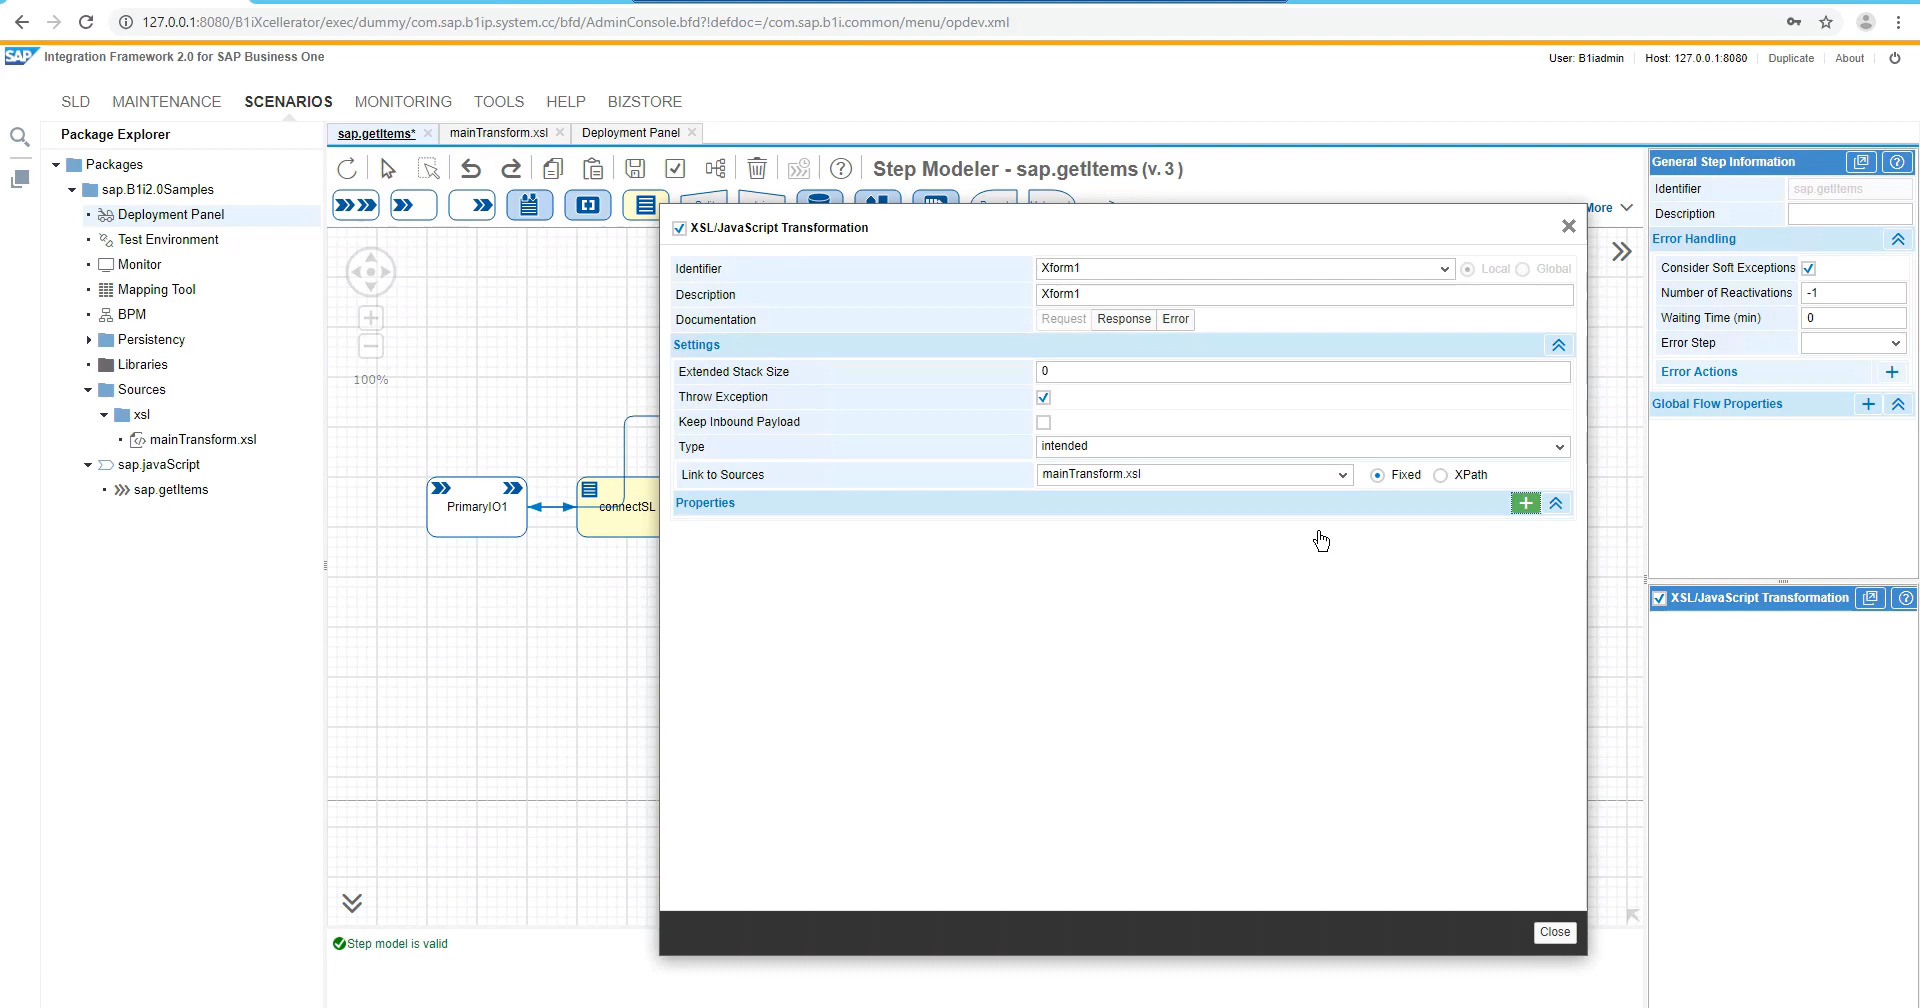 127.0.0.1:8080/B1iXcellerator/exec/dummy/com.sap.b1ip.system.cc/bfd/AdminConsole.bfd?!defdoc=/com.sap.b1i.common/menu/opdev.xml
SAP Integration Framework 2.0 for SAP Business One
User: B1iadmin Host: 127.0.0.1:8080 Duplicate About
SLD MAINTENANCE SCENARIOS MONITORING TOOLS HELP BIZSTORE
Package Explorer
Packages
sap.B1i2.0Samples
Deployment Panel
Test Environment
Monitor
Mapping Tool
BPM
Persistency
Libraries
Sources
xsl
mainTransform.xsl
sap.javaScript
sap.getItems
sap.getItems* mainTransform.xsl Deployment Panel
Step Modeler - sap.getItems (v. 3 )
More
100%
PrimaryIO1
connectSL
Step model is valid
XSL/JavaScript Transformation
Identifier Xform1 Local Global
Description Xform1
Documentation Request Response Error
Settings
Extended Stack Size 0
Throw Exception
Keep Inbound Payload
Type intended
Link to Sources mainTransform.xsl Fixed XPath
Properties
Close
General Step Information
Identifier sap.getItems
Description
Error Handling
Consider Soft Exceptions
Number of Reactivations -1
Waiting Time (min) 0
Error Step
Error Actions
Global Flow Properties
XSL/JavaScript Transformation